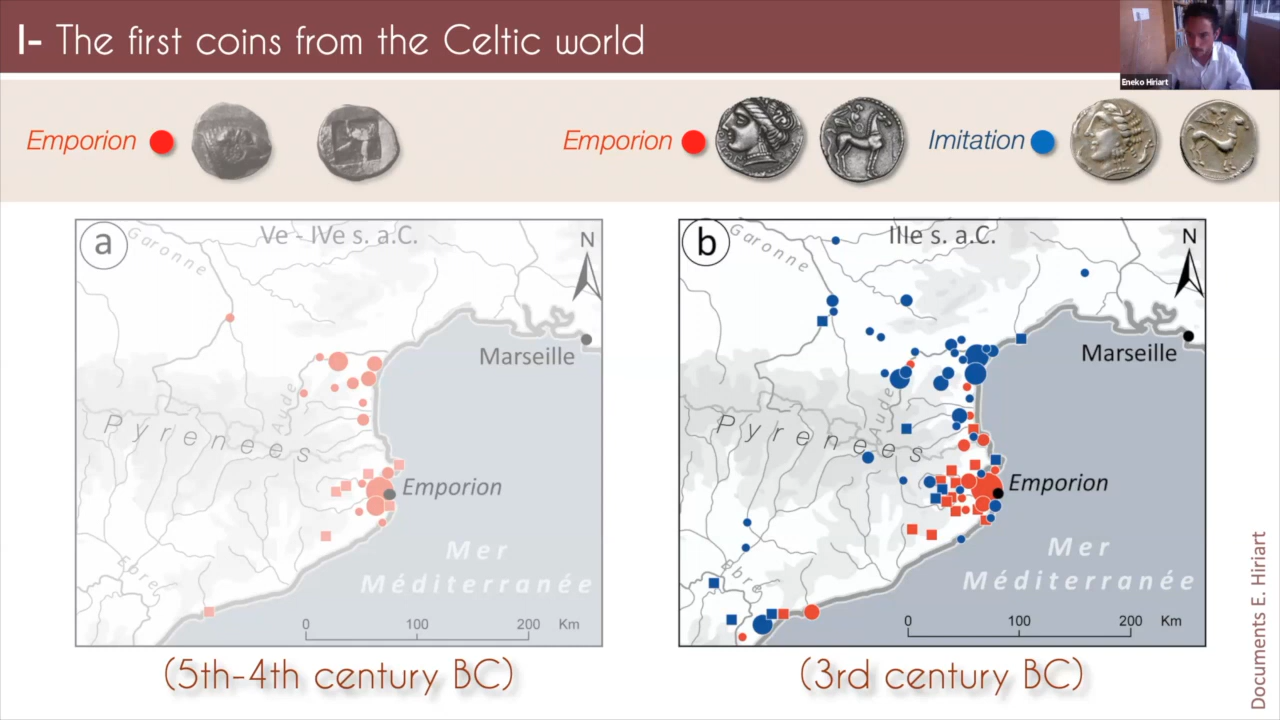 I- The first coins from the Celtic world
Eneko Hiriart
Emporion
Emporion
Imitation
a
Ve - IVe s. a.C.
Garonne
N
Marseille
Aude
Pyrenees
Emporion
Mer
Méditerranée
Ebre
0 100 200 Km
(5th-4th century BC)
b
IIIe s. a.C.
Garonne
N
Marseille
Aude
Pyrenees
Emporion
Mer
Méditerranée
Ebre
0 100 200 Km
(3rd century BC)
Documents E. Hiriart